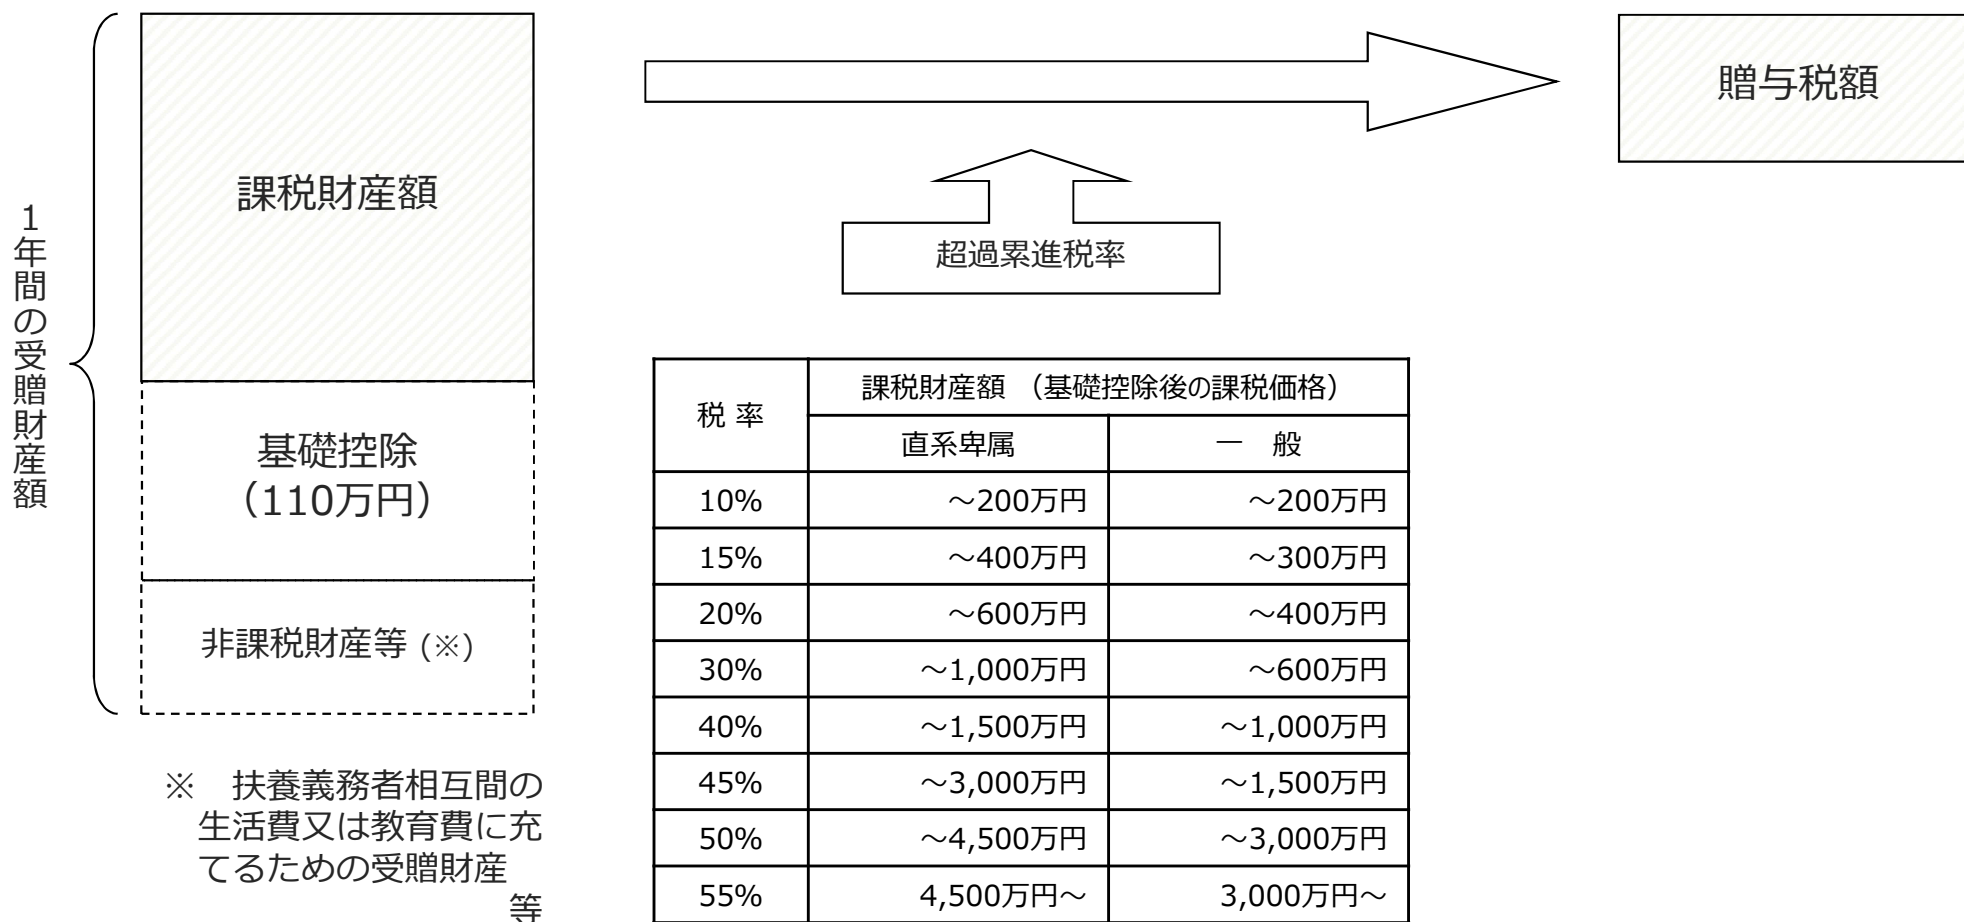 1年間の受贈財産額
課税財産額
基礎控除
（110万円）
非課税財産等 (※)
※　扶養義務者相互間の
生活費又は教育費に充
てるための受贈財産
等
贈与税額
超過累進税率
税 率
課税財産額 （基礎控除後の課税価格）
直系卑属
一　般
10% ～200万円 ～200万円
15% ～400万円 ～300万円
20% ～600万円 ～400万円
30% ～1,000万円 ～600万円
40% ～1,500万円 ～1,000万円
45% ～3,000万円 ～1,500万円
50% ～4,500万円 ～3,000万円
55% 4,500万円～ 3,000万円～